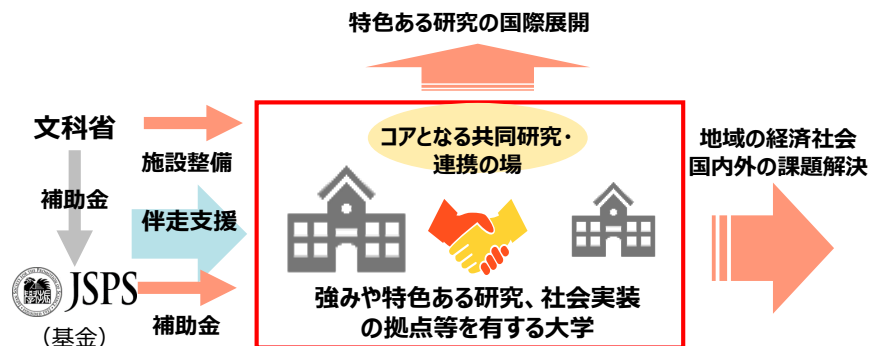 特色ある研究の国際展開
文科省
施設整備
補助金
伴走支援
JSPS
(基金)
補助金
コアとなる共同研究・
連携の場
強みや特色ある研究、社会実装
の拠点等を有する大学
地域の経済社会
国内外の課題解決